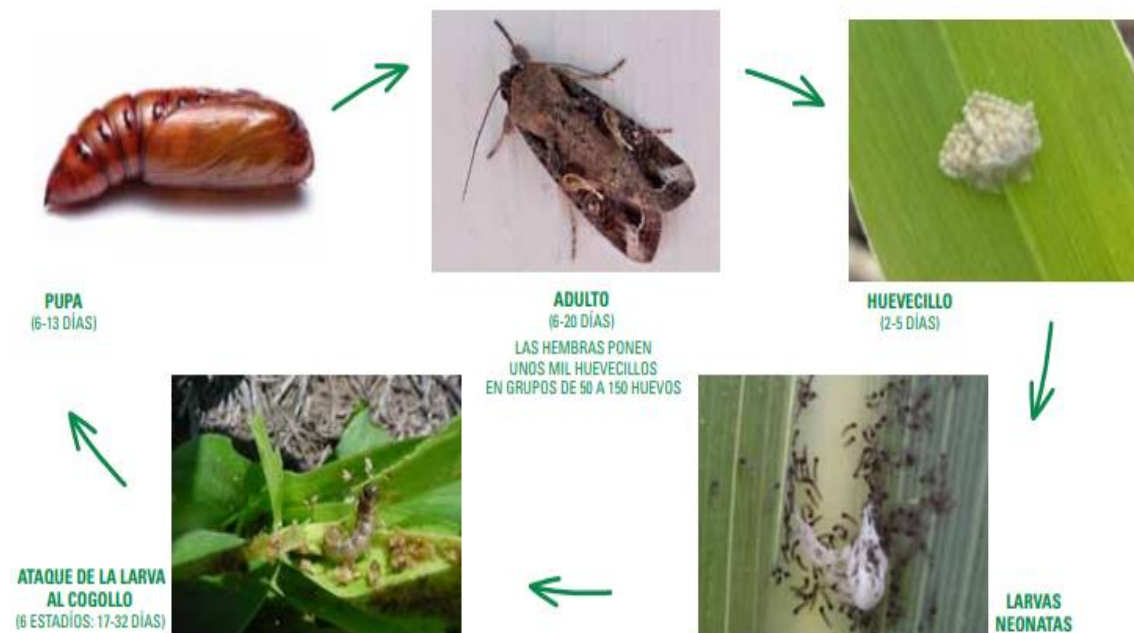 PUPA
(6-13 DÍAS)
ADULTO
(6-20 DÍAS)
LAS HEMBRAS PONEN
UNOS MIL HUEVECILLOS
EN GRUPOS DE 50 A 150 HUEVOS
HUEVECILLO
(2-5 DÍAS)
LARVAS
NEONATAS
ATAQUE DE LA LARVA
AL COGOLLO
(6 ESTADÍOS: 17-32 DÍAS)